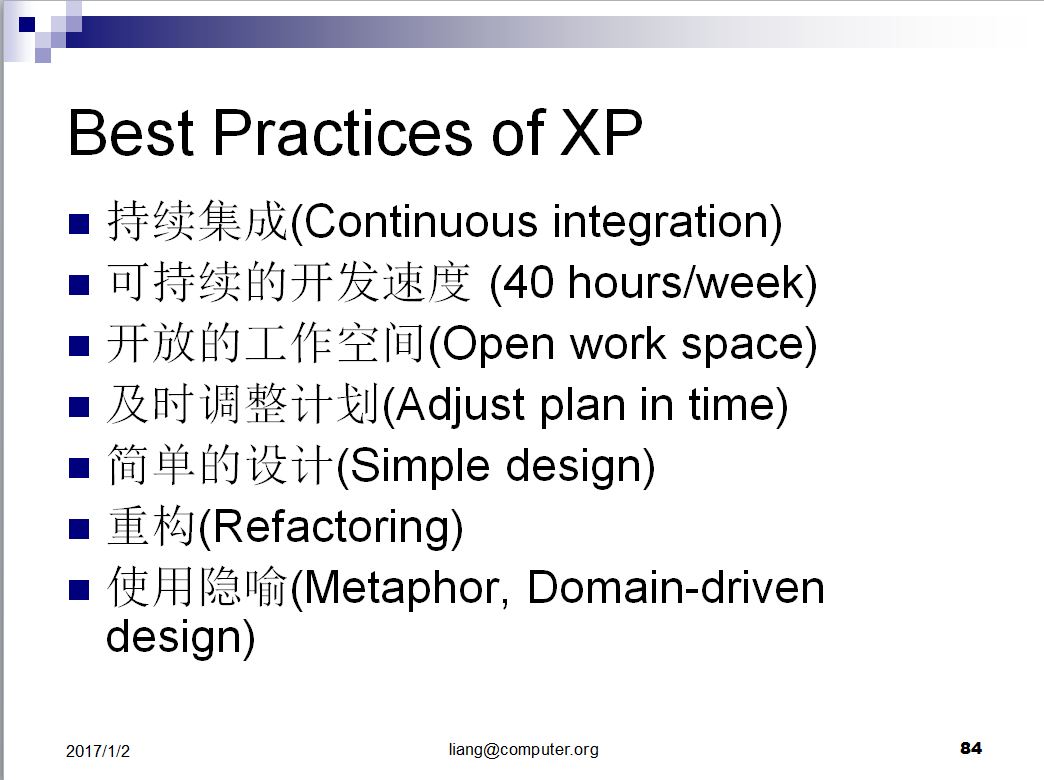 Best Practices of XP
持续集成(Continuous integration)
可持续的开发速度 (40 hours/week)
开放的工作空间(Open work space)
及时调整计划(Adjust plan in time)
简单的设计(Simple design)
重构(Refactoring)
使用隐喻(Metaphor, Domain-driven
design)
2017/1/2
liang@computer.org
84